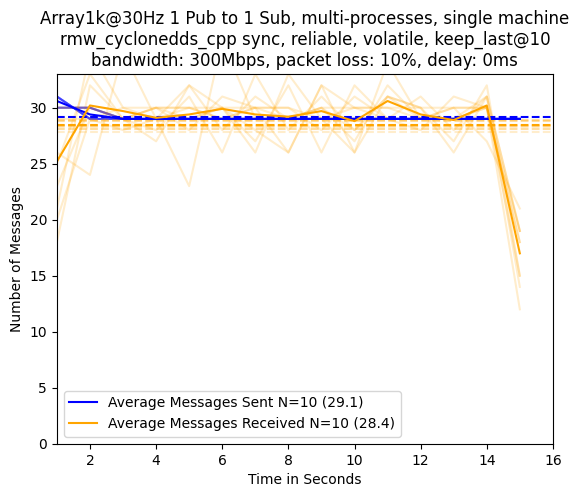 Array1k@30Hz 1 Pub to 1 Sub, multi-processes, single machine
rmw_cyclonedds_cpp sync, reliable, volatile, keep_last@10
bandwidth: 300Mbps, packet loss: 10%, delay: 0ms
Number of Messages
30
25
20
15
10
5
0
Average Messages Sent N=10 (29.1)
Average Messages Received N=10 (28.4)
2 4 6 8 10 12 14 16
Time in Seconds